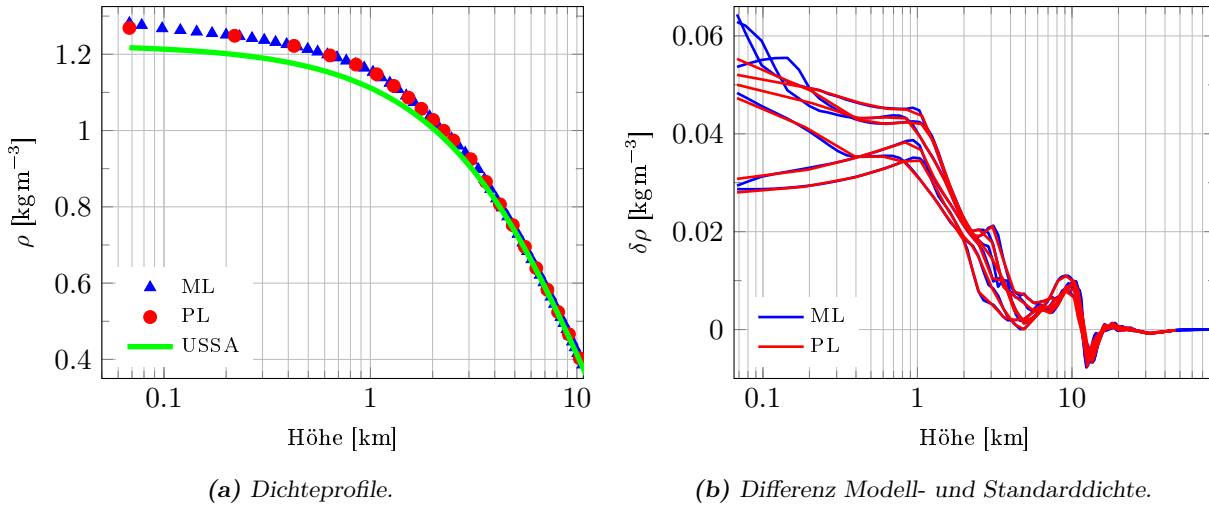 1.2
1
0.8
0.6
0.4
ρ [kg m⁻³]
ML
PL
USSA
0.1
1
10
Höhe [km]
(a) Dichteprofile.
0.06
0.04
0.02
0
δρ [kg m⁻³]
ML
PL
0.1
1
10
Höhe [km]
(b) Differenz Modell- und Standarddichte.